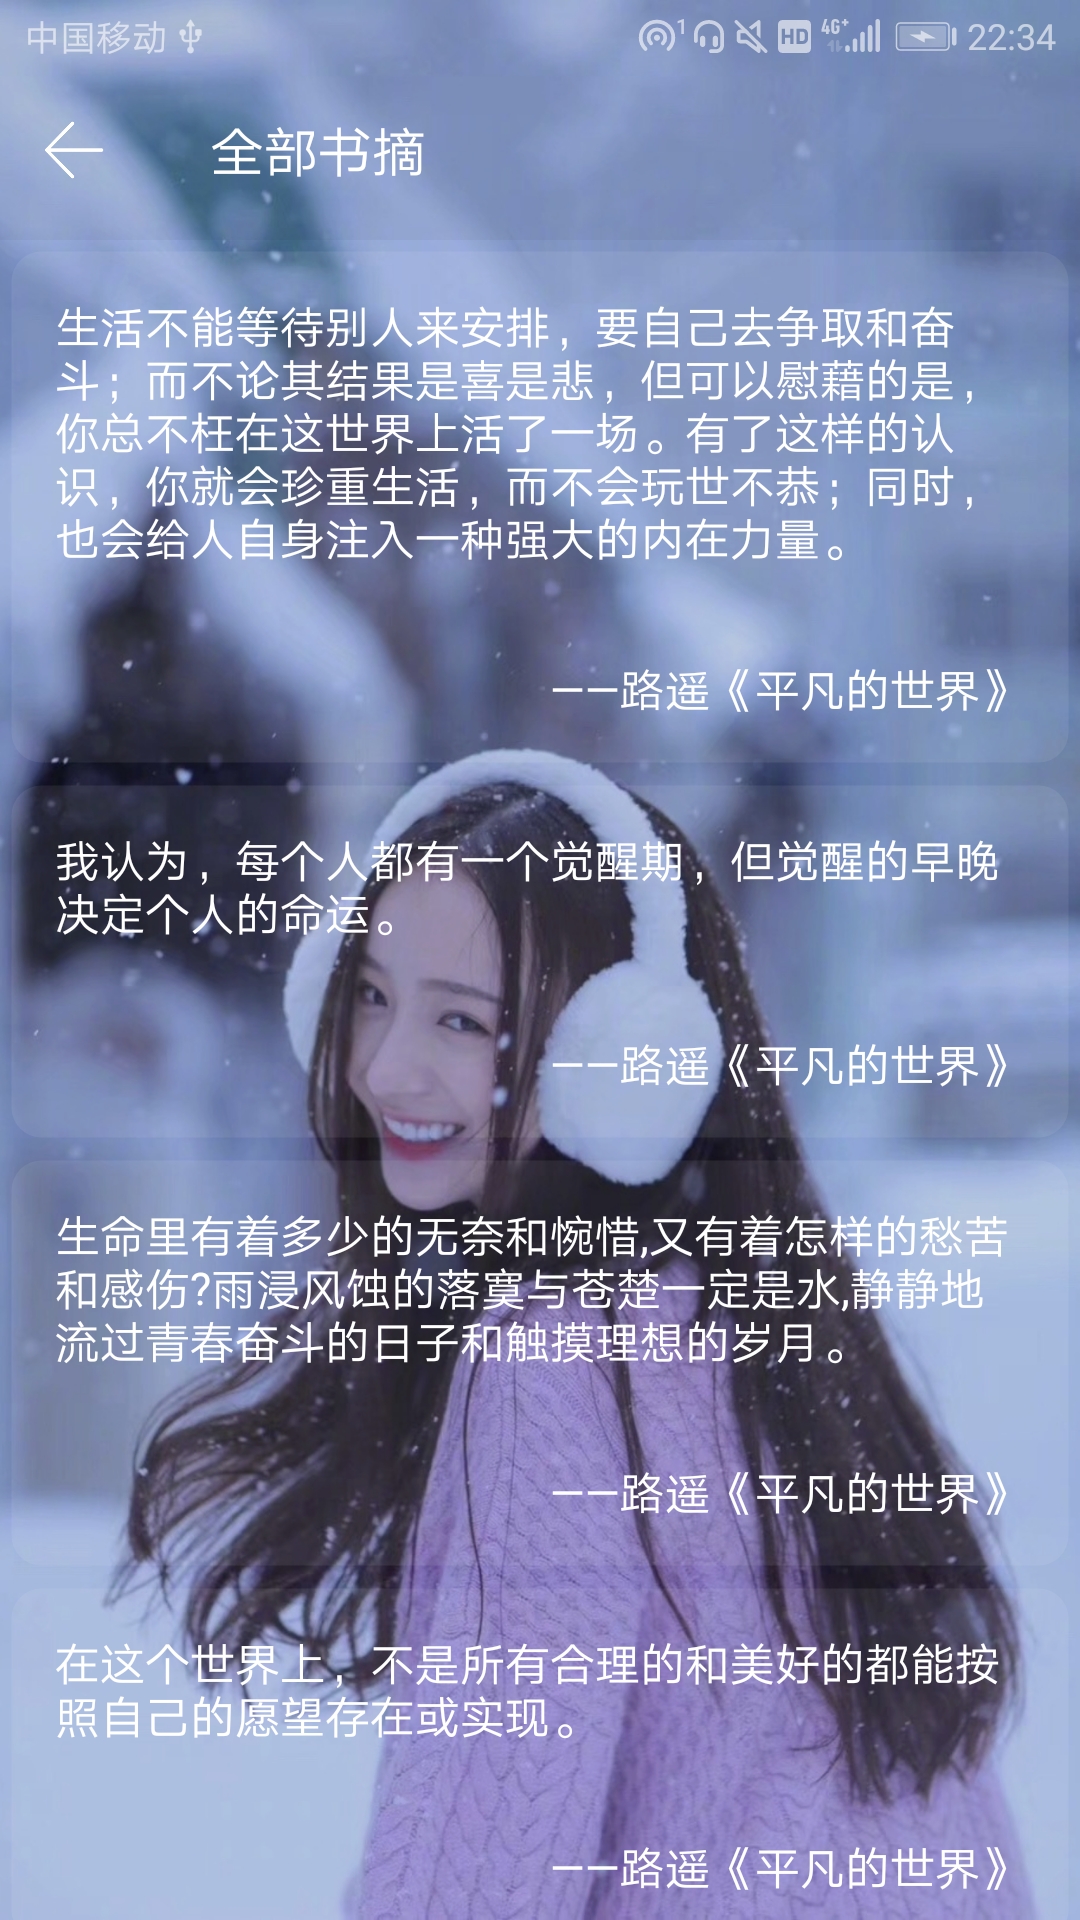 中国移动 1 HD 4G+ 22:34
全部书摘
生活不能等待别人来安排，要自己去争取和奋
斗；而不论其结果是喜是悲，但可以慰藉的是，
你总不枉在这世界上活了一场。有了这样的认
识，你就会珍重生活，而不会玩世不恭；同时，
也会给人自身注入一种强大的内在力量。
——路遥《平凡的世界》
我认为，每个人都有一个觉醒期，但觉醒的早晚
决定个人的命运。
——路遥《平凡的世界》
生命里有着多少的无奈和惋惜,又有着怎样的愁苦
和感伤?雨浸风蚀的落寞与苍楚一定是水,静静地
流过青春奋斗的日子和触摸理想的岁月。
——路遥《平凡的世界》
在这个世界上，不是所有合理的和美好的都能按
照自己的愿望存在或实现。
——路遥《平凡的世界》